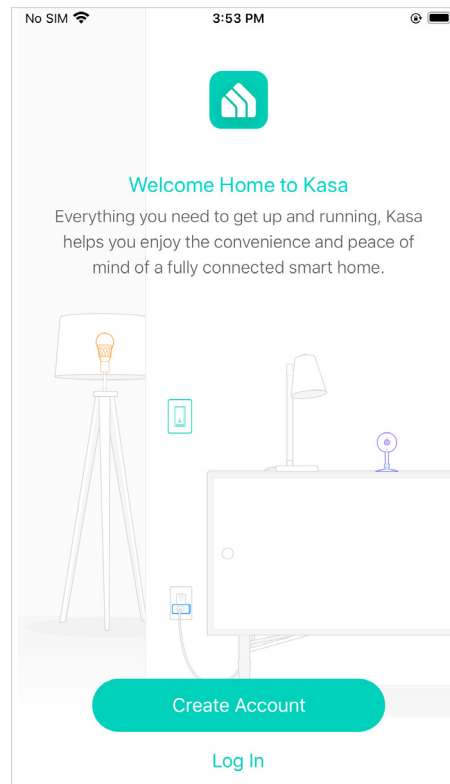 No SIM 3:53 PM
Welcome Home to Kasa
Everything you need to get up and running, Kasa
helps you enjoy the convenience and peace of
mind of a fully connected smart home.
Create Account
Log In